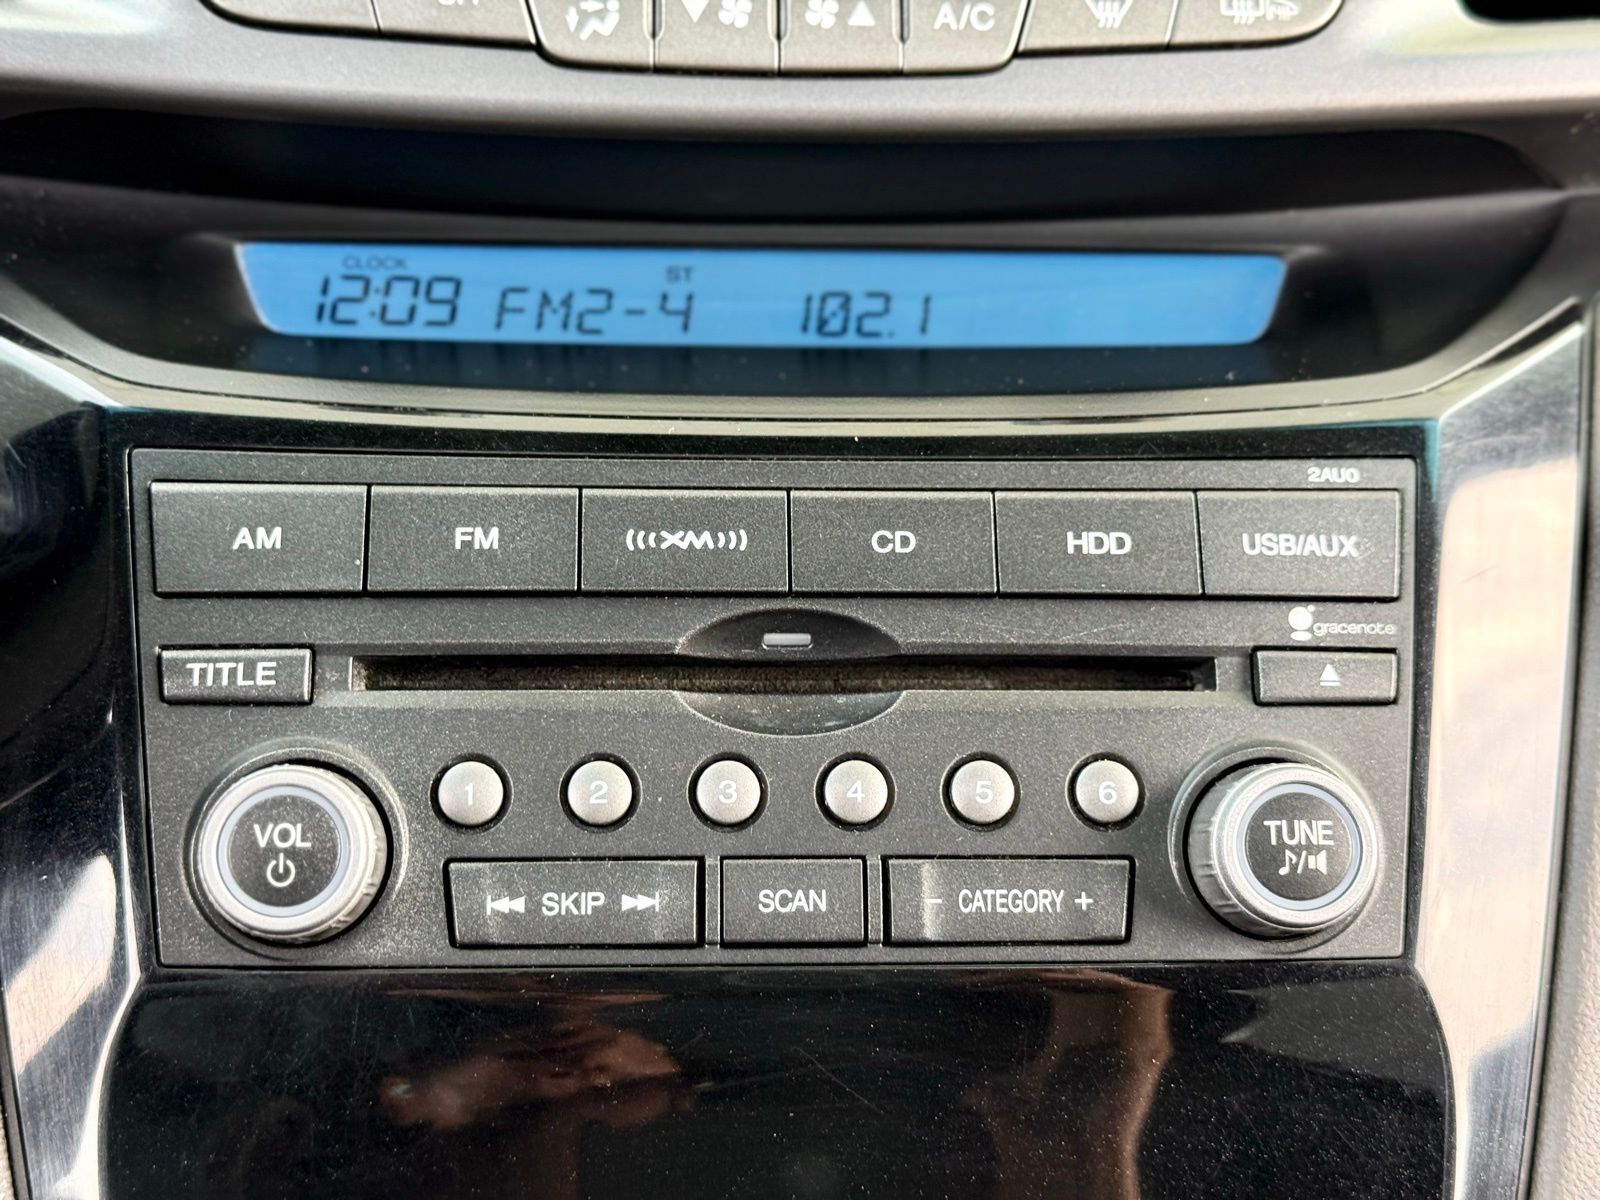 A/C
CLOCK
ST
12:09 FM2-4 102.1
2AU0
AM FM XM CD HDD USB/AUX
gracenote
TITLE
1 2 3 4 5 6
VOL
TUNE
SKIP SCAN - CATEGORY +